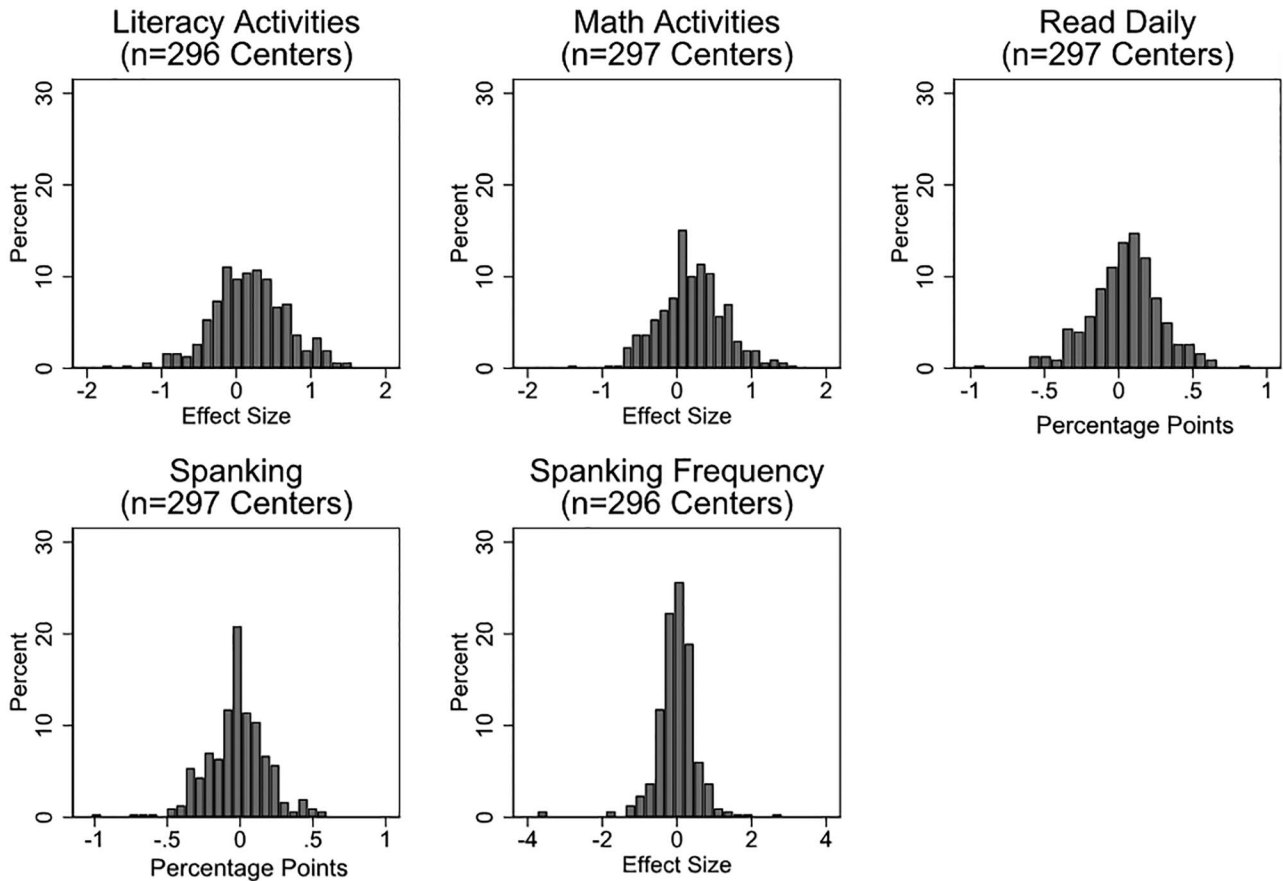 Literacy Activities
(n=296 Centers)
Percent
30
20
10
0
-2
-1
0
1
2
Effect Size
Math Activities
(n=297 Centers)
Percent
30
20
10
0
-2
-1
0
1
2
Effect Size
Read Daily
(n=297 Centers)
Percent
30
20
10
0
-1
-.5
0
.5
1
Percentage Points
Spanking
(n=297 Centers)
Percent
30
20
10
0
-1
-.5
0
.5
1
Percentage Points
Spanking Frequency
(n=296 Centers)
Percent
30
20
10
0
-4
-2
0
2
4
Effect Size